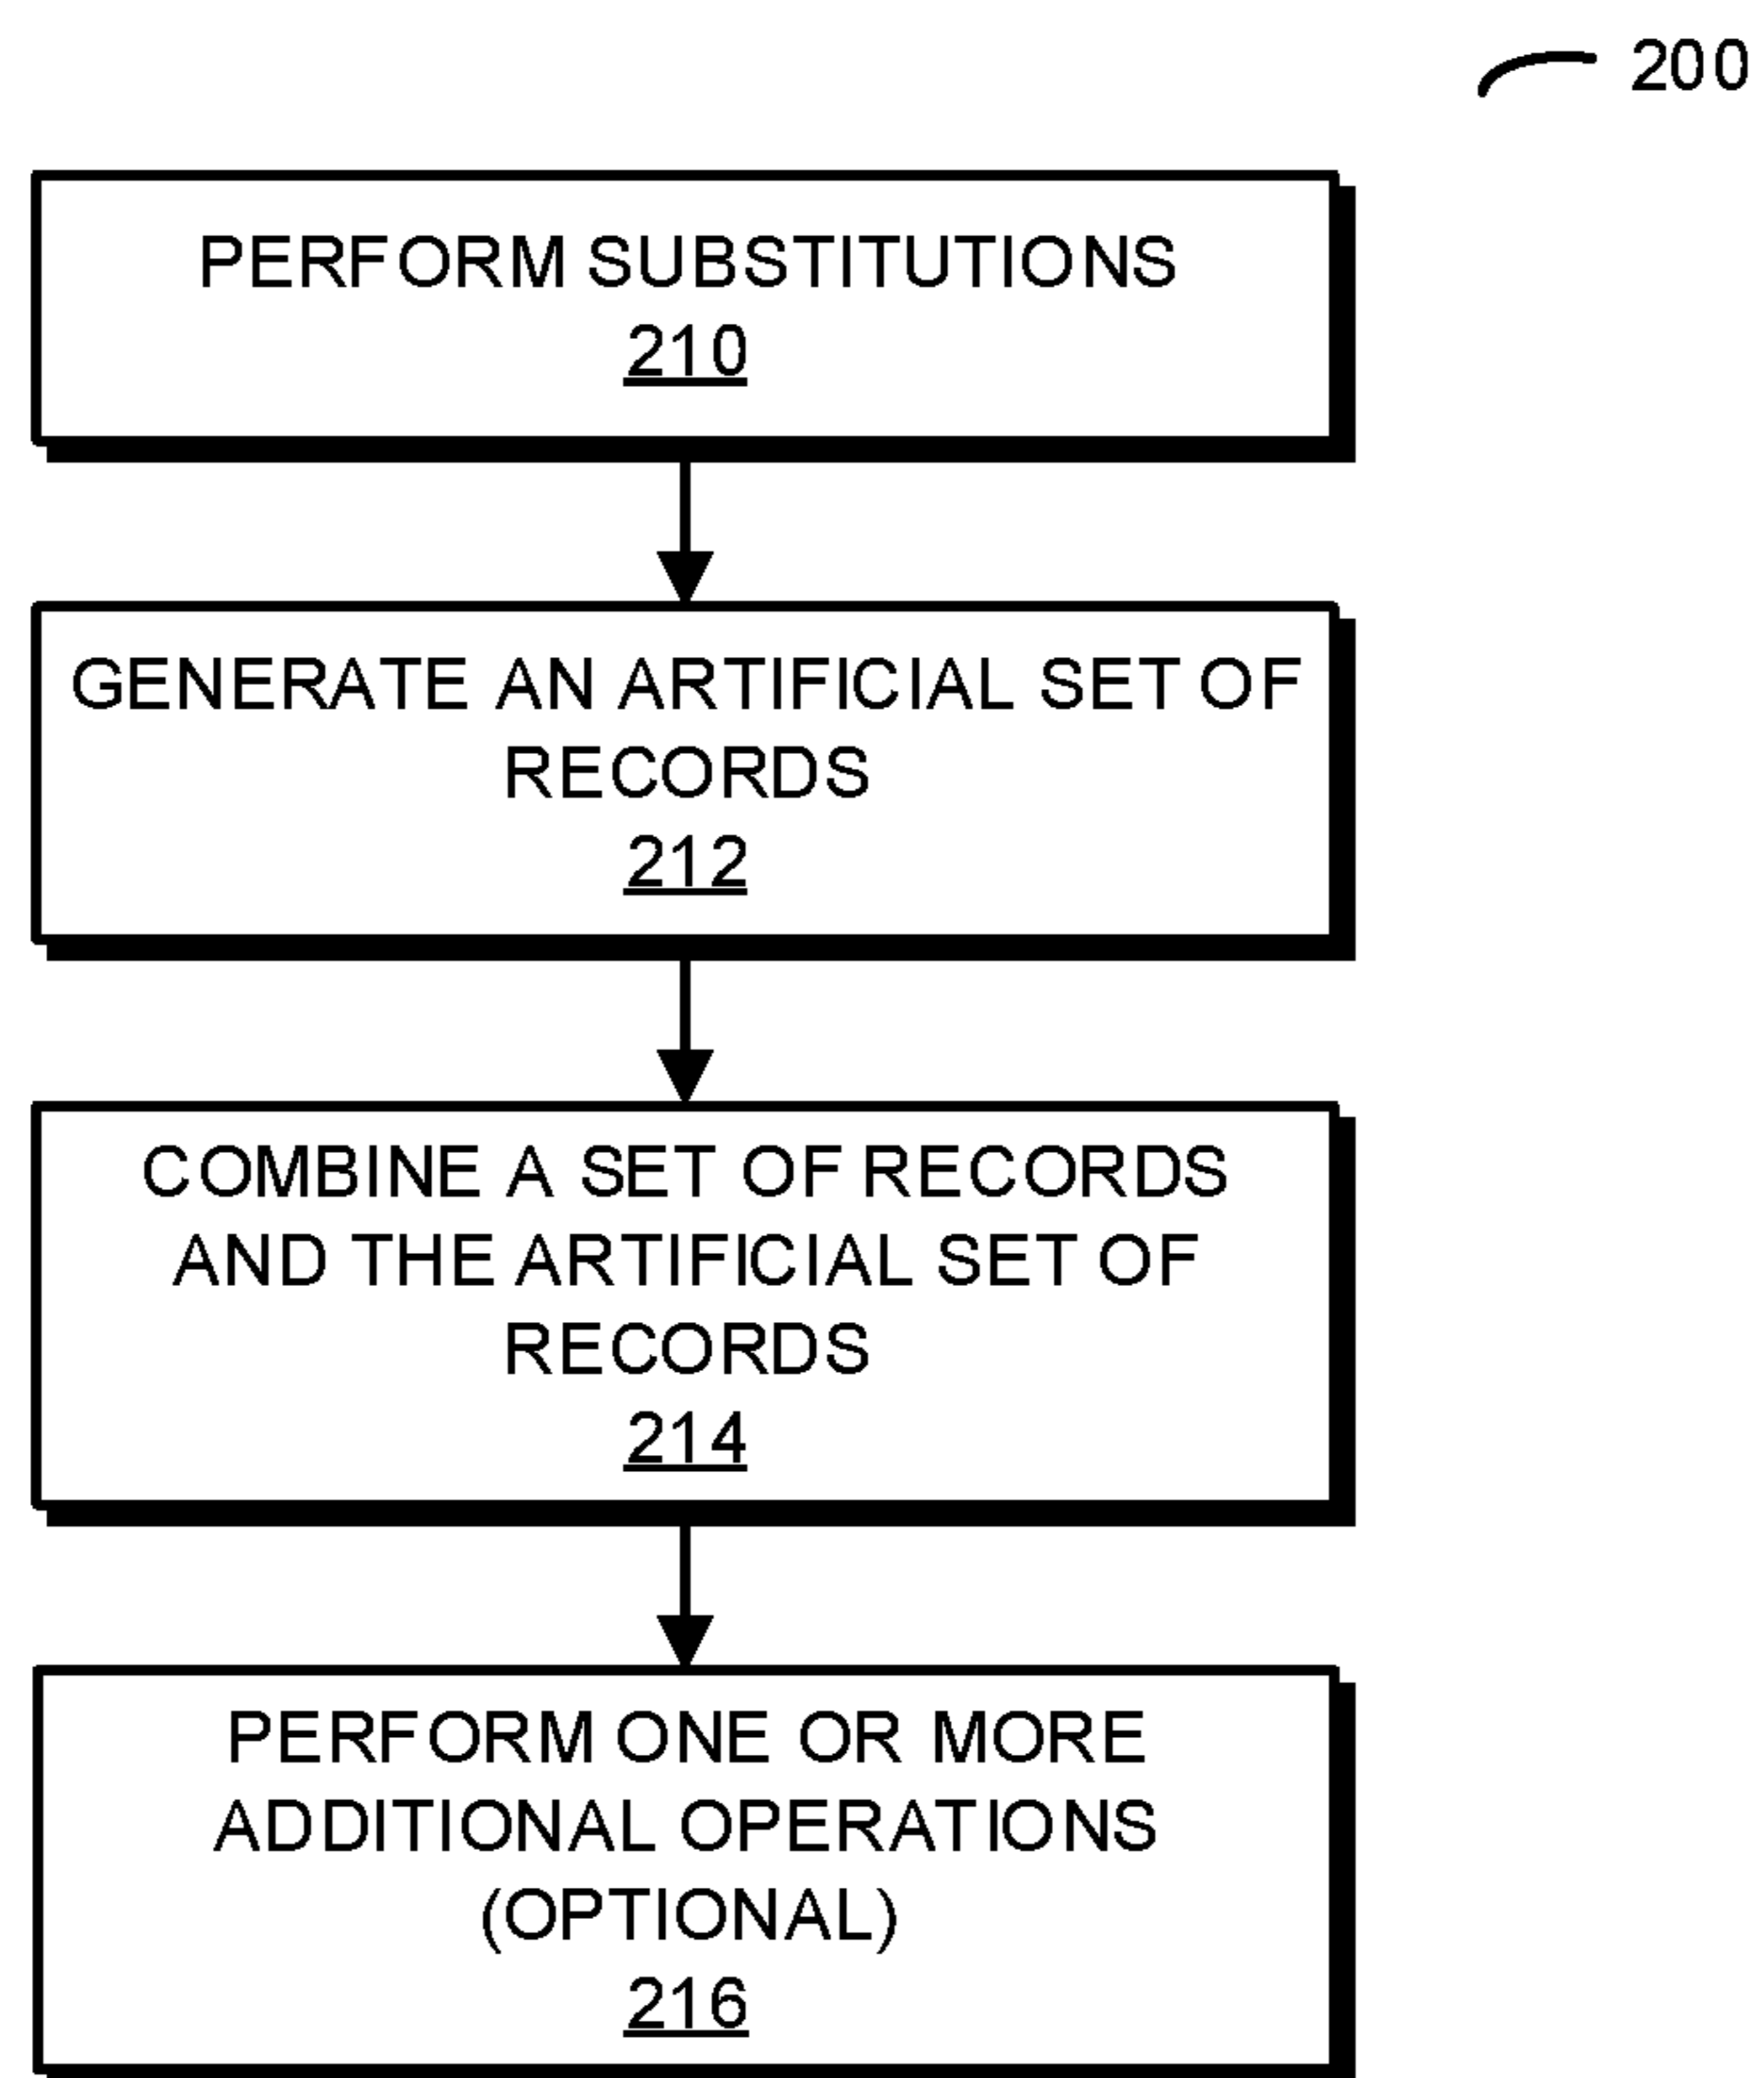 200
PERFORM SUBSTITUTIONS
210
GENERATE AN ARTIFICIAL SET OF
RECORDS
212
COMBINE A SET OF RECORDS
AND THE ARTIFICIAL SET OF
RECORDS
214
PERFORM ONE OR MORE
ADDITIONAL OPERATIONS
(OPTIONAL)
216